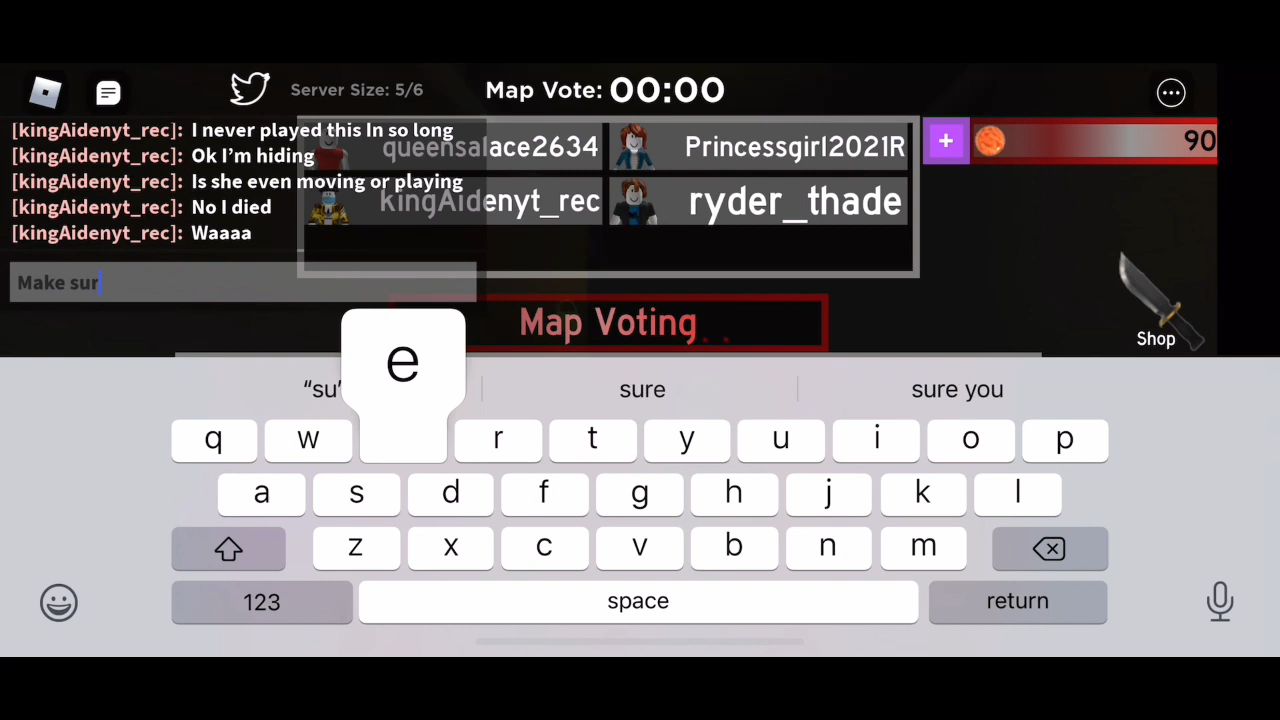 Server Size: 5/6
Map Vote: 00:00
[kingAidenyt_rec]: I never played this In so long
[kingAidenyt_rec]: Ok I’m hiding
[kingAidenyt_rec]: Is she even moving or playing
[kingAidenyt_rec]: No I died
[kingAidenyt_rec]: Waaaa
queensalace2634
Princessgirl2021R
kingAidenyt_rec
ryder_thade
+
90
Make sur
Map Voting..
Shop
e
“su”
sure
sure you
q w r t y u i o p
a s d f g h j k l
z x c v b n m
123
space
return